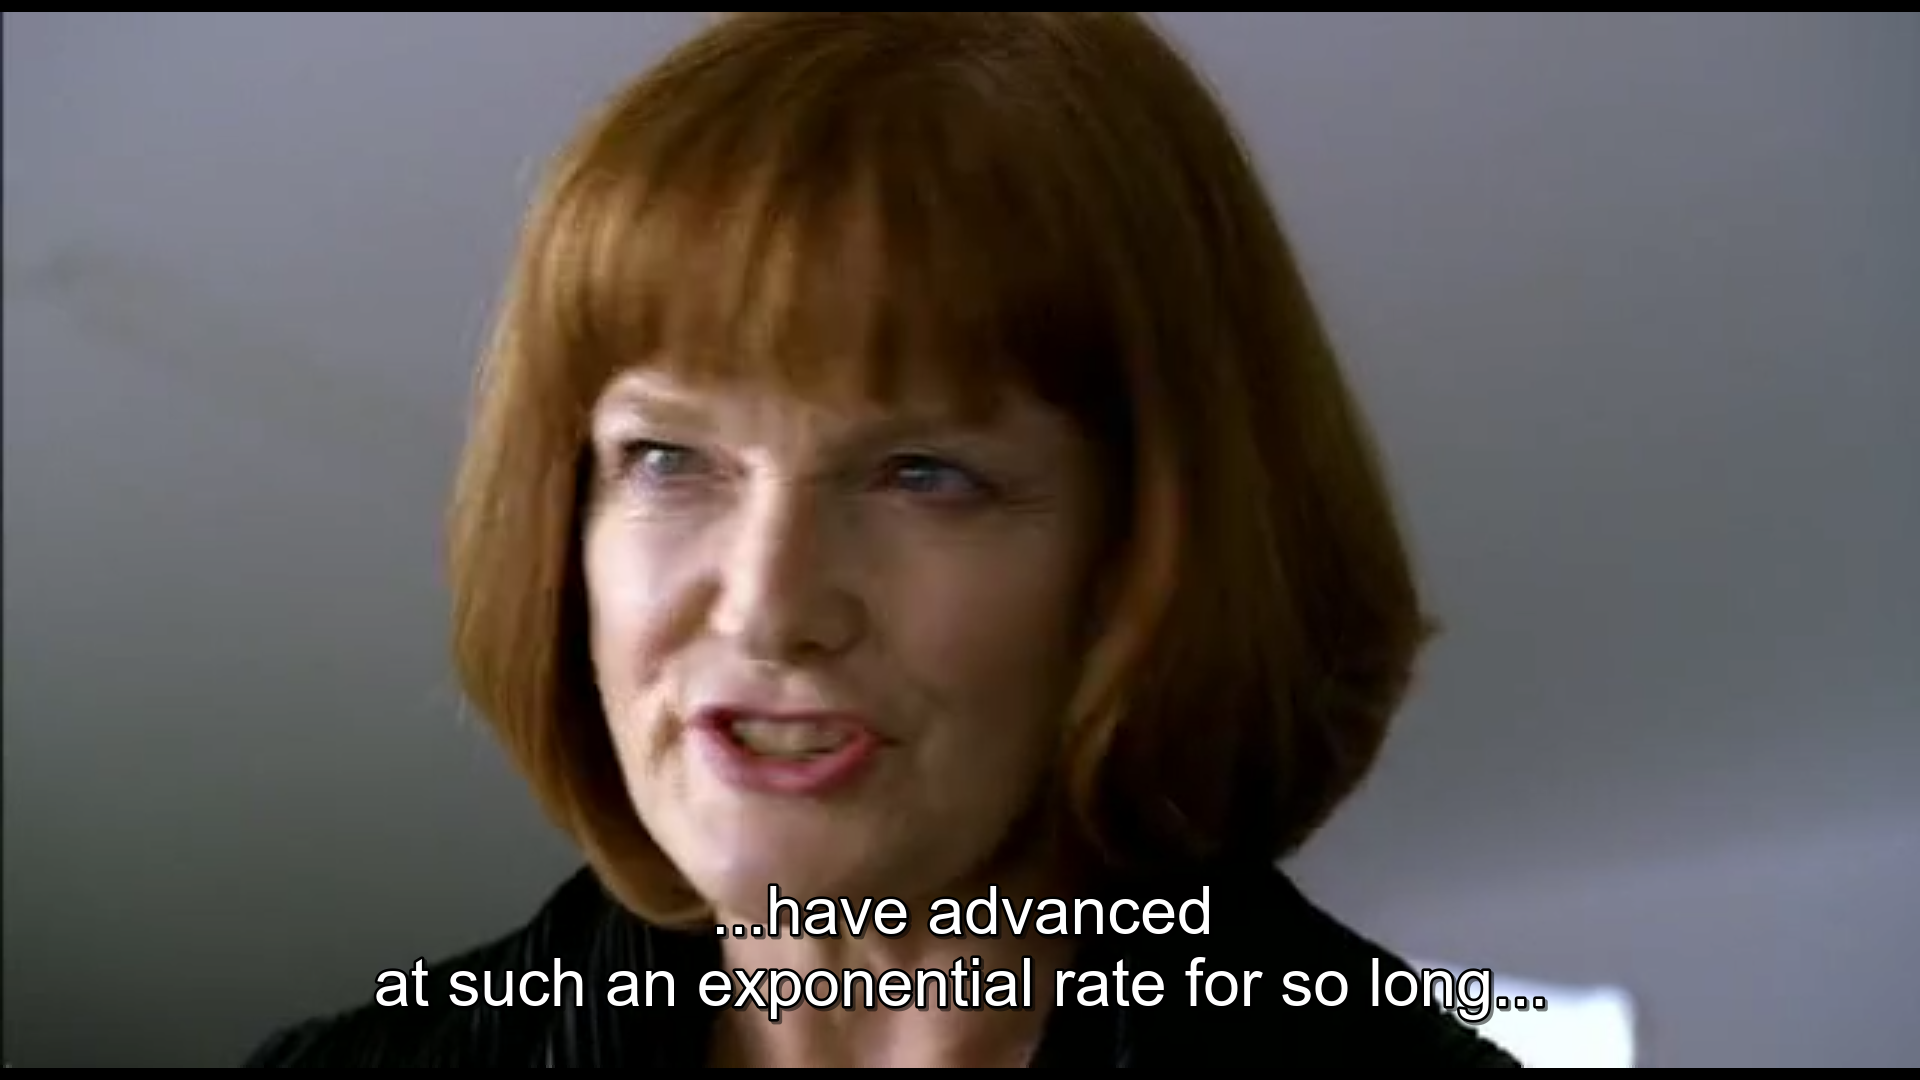 ...have advanced
at such an exponential rate for so long...